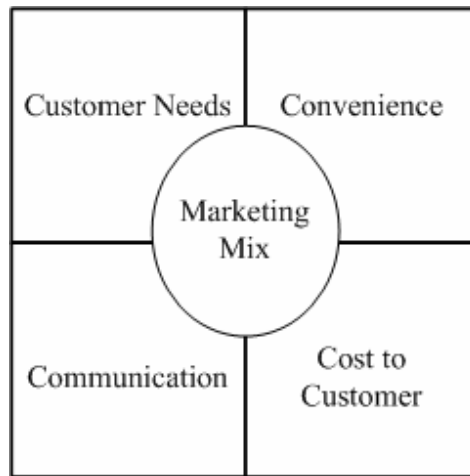 Customer Needs
Convenience
Marketing
Mix
Communication
Cost to
Customer